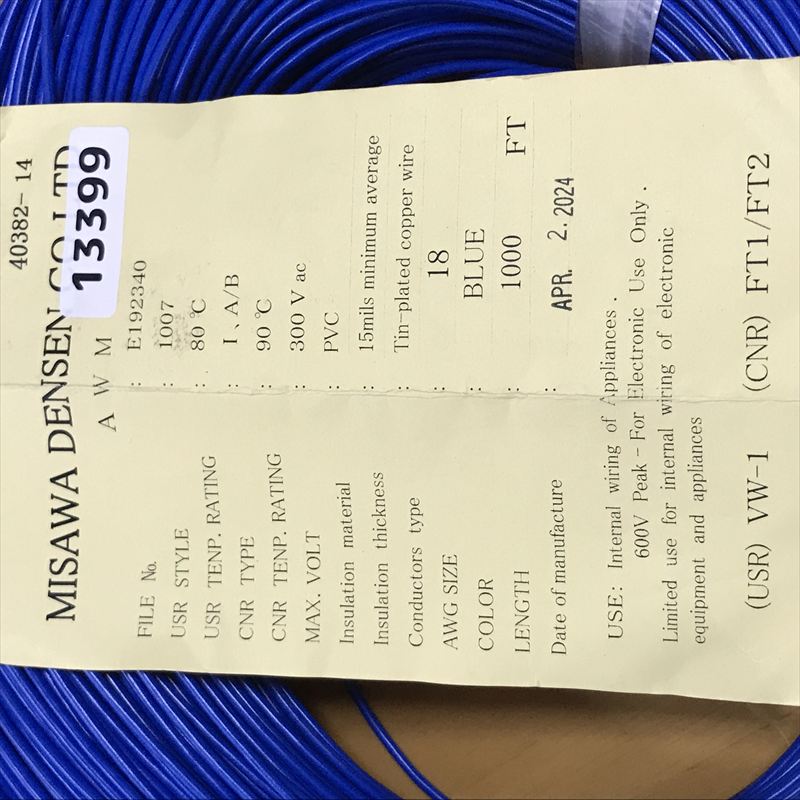 40382-14
MISAWA DENSEN CO LTD
13399
A W M
FILE No. : E192340
USR STYLE : 1007
USR TENP. RATING : 80 ℃
CNR TYPE : I、A/B
CNR TENP. RATING : 90 ℃
MAX. VOLT : 300 V ac
Insulation material : PVC
Insulation thickness : 15mils minimum average
Conductors type : Tin-plated copper wire
AWG SIZE : 18
COLOR : BLUE
LENGTH : 1000 FT
Date of manufacture : APR. 2. 2024
USE: Internal wiring of Appliances.
600V Peak - For Electronic Use Only.
Limited use for internal wiring of electronic
equipment and appliances
(USR) VW-1 (CNR) FT1/FT2